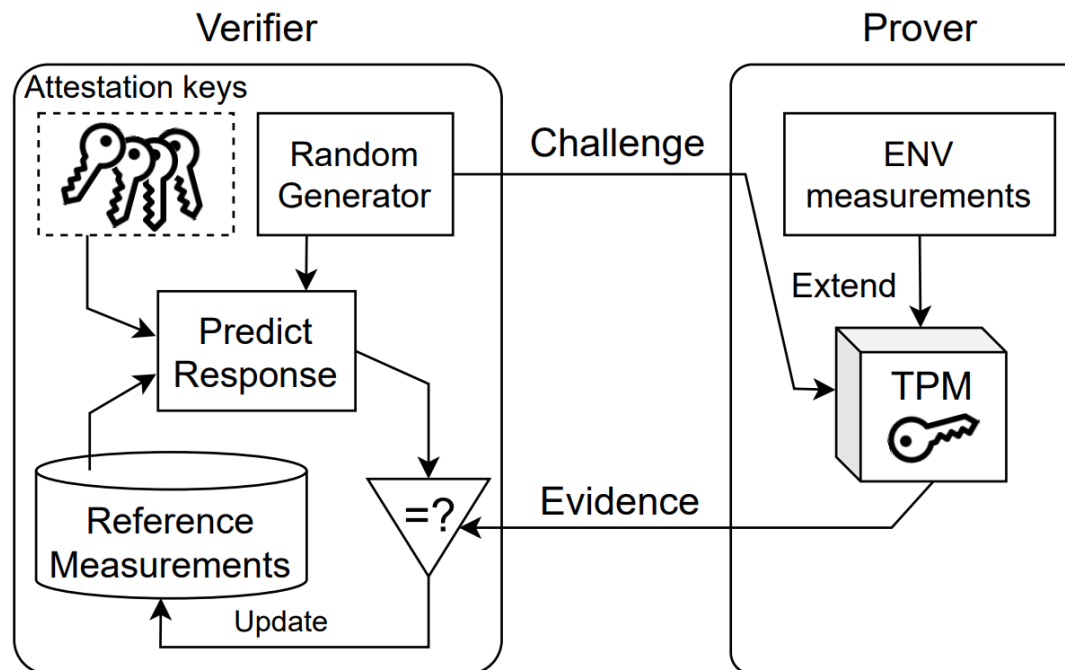 Verifier
Prover
Attestation keys
Random
Generator
Challenge
ENV
measurements
Extend
Predict
Response
TPM
Reference
Measurements
=?
Evidence
Update